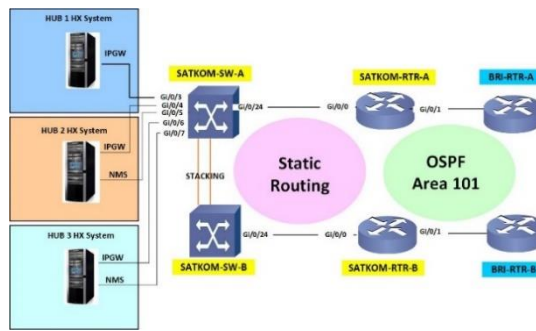 HUB 1 HX System
IPGW
HUB 2 HX System
IPGW
NMS
HUB 3 HX System
IPGW
NMS
SATKOM-SW-A
GI/0/3
GI/0/4
GI/0/5
GI/0/6
GI/0/7
GI/0/24
STACKING
GI/0/24
SATKOM-SW-B
Static
Routing
SATKOM-RTR-A
GI/0/0
GI/0/1
BRI-RTR-A
OSPF
Area 101
GI/0/0
GI/0/1
SATKOM-RTR-B
BRI-RTR-B